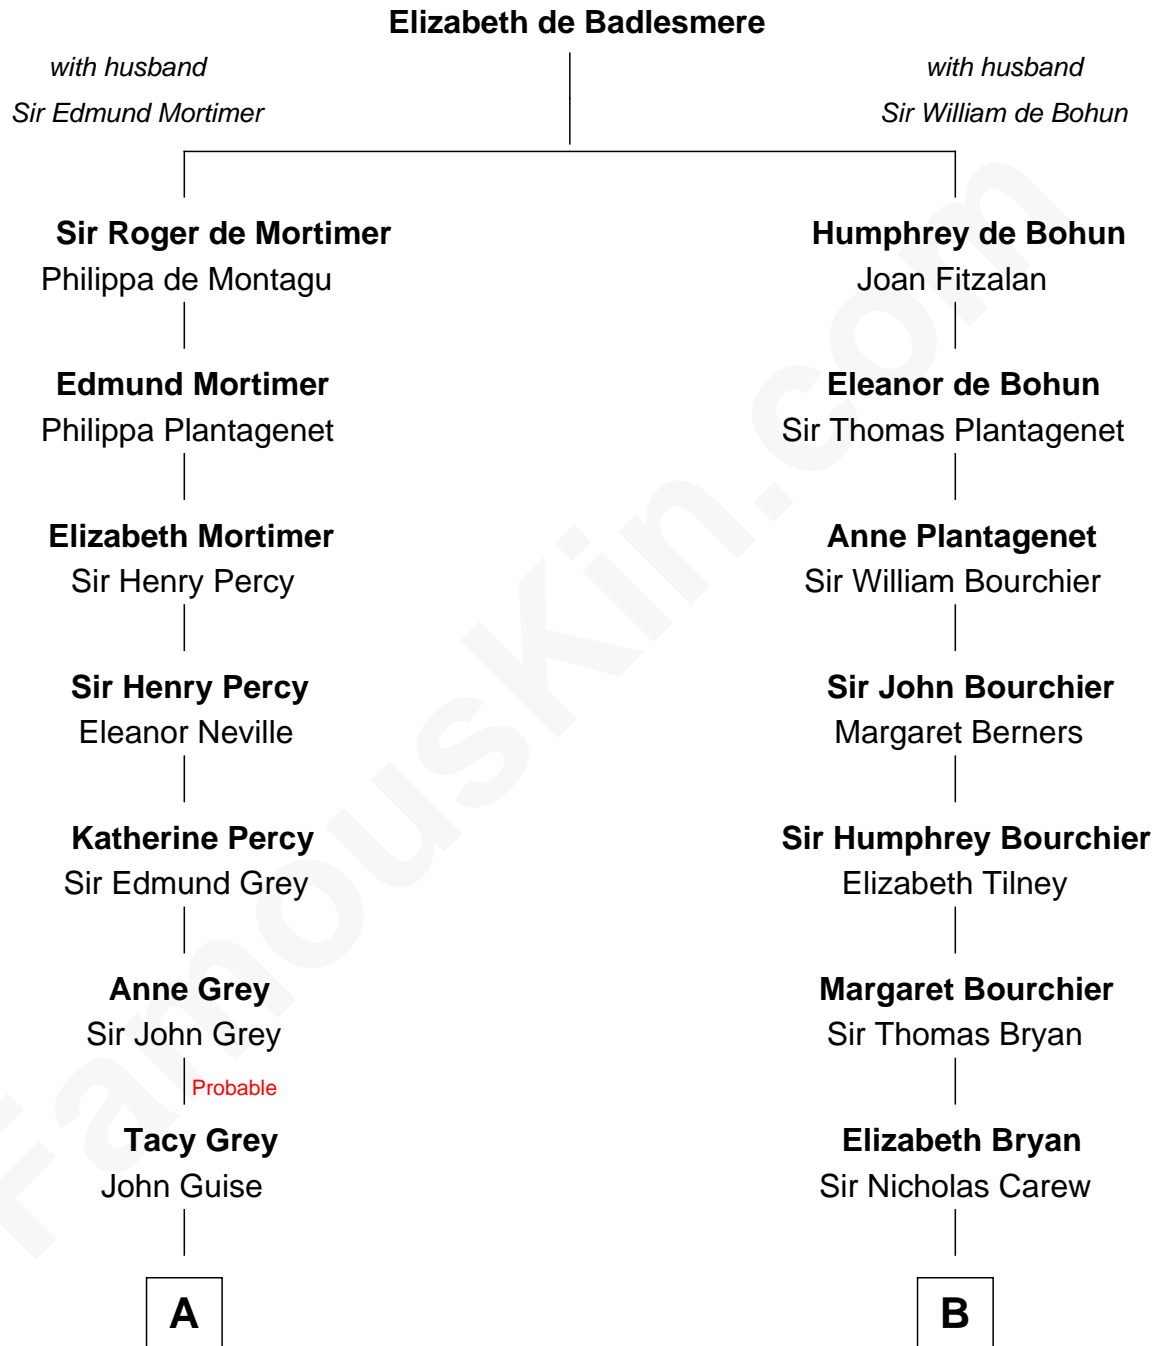 Elizabeth de Badlesmere
with husband
Sir Edmund Mortimer
with husband
Sir William de Bohun
Sir Roger de Mortimer
Philippa de Montagu
Humphrey de Bohun
Joan Fitzalan
Edmund Mortimer
Philippa Plantagenet
Eleanor de Bohun
Sir Thomas Plantagenet
Elizabeth Mortimer
Sir Henry Percy
Anne Plantagenet
Sir William Bourchier
Sir Henry Percy
Eleanor Neville
Sir John Bourchier
Margaret Berners
Katherine Percy
Sir Edmund Grey
Sir Humphrey Bourchier
Elizabeth Tilney
Anne Grey
Sir John Grey
Margaret Bourchier
Sir Thomas Bryan
Probable
Tacy Grey
John Guise
Elizabeth Bryan
Sir Nicholas Carew
A
B
FamousKin.com